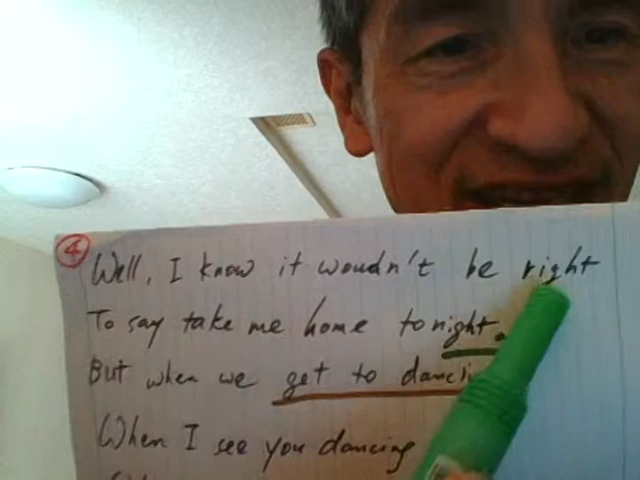 ④ Well, I know it woudn't be right
To say take me home tonight.
But when we get to danci
When I see you dancing